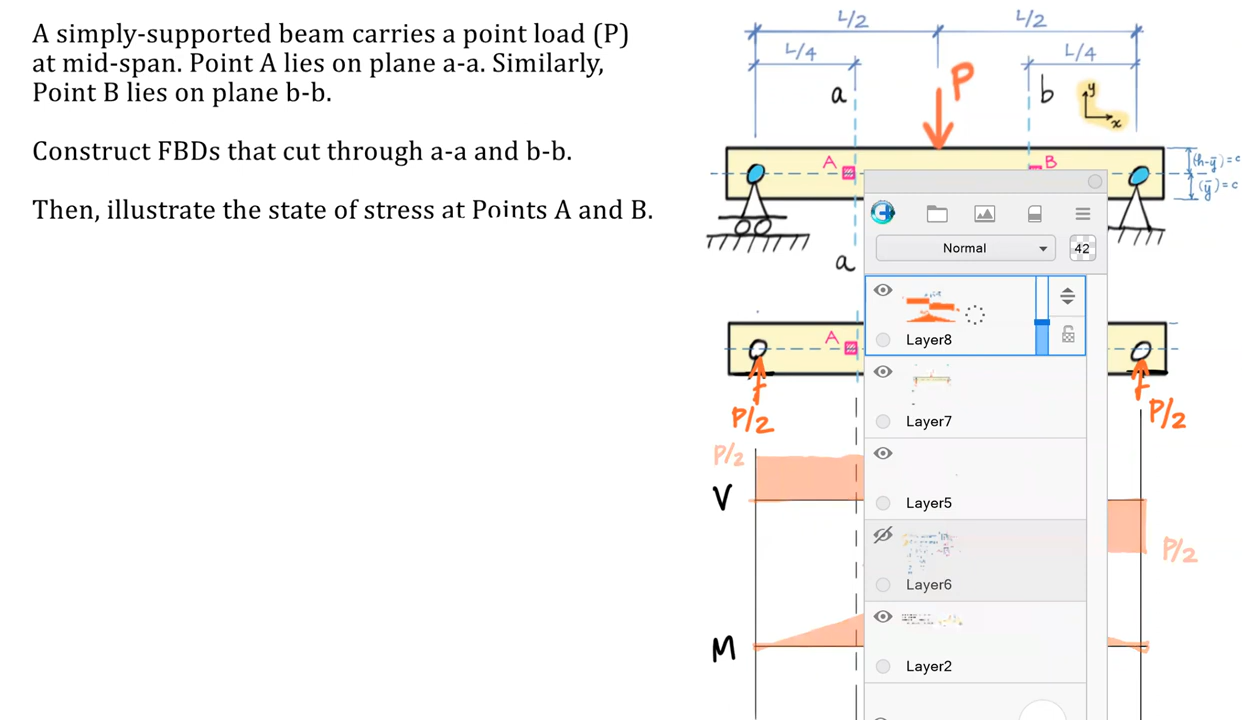 A simply-supported beam carries a point load (P)
at mid-span. Point A lies on plane a-a. Similarly,
Point B lies on plane b-b.
Construct FBDs that cut through a-a and b-b.
Then, illustrate the state of stress at Points A and B.
L/2 L/2
L/4 L/4
a P b y
x
A B
(h-ȳ)=c
(ȳ)=c
a
Normal 42
Layer8
A
Layer7
P/2 P/2
P/2
V
Layer5
P/2
Layer6
M
Layer2